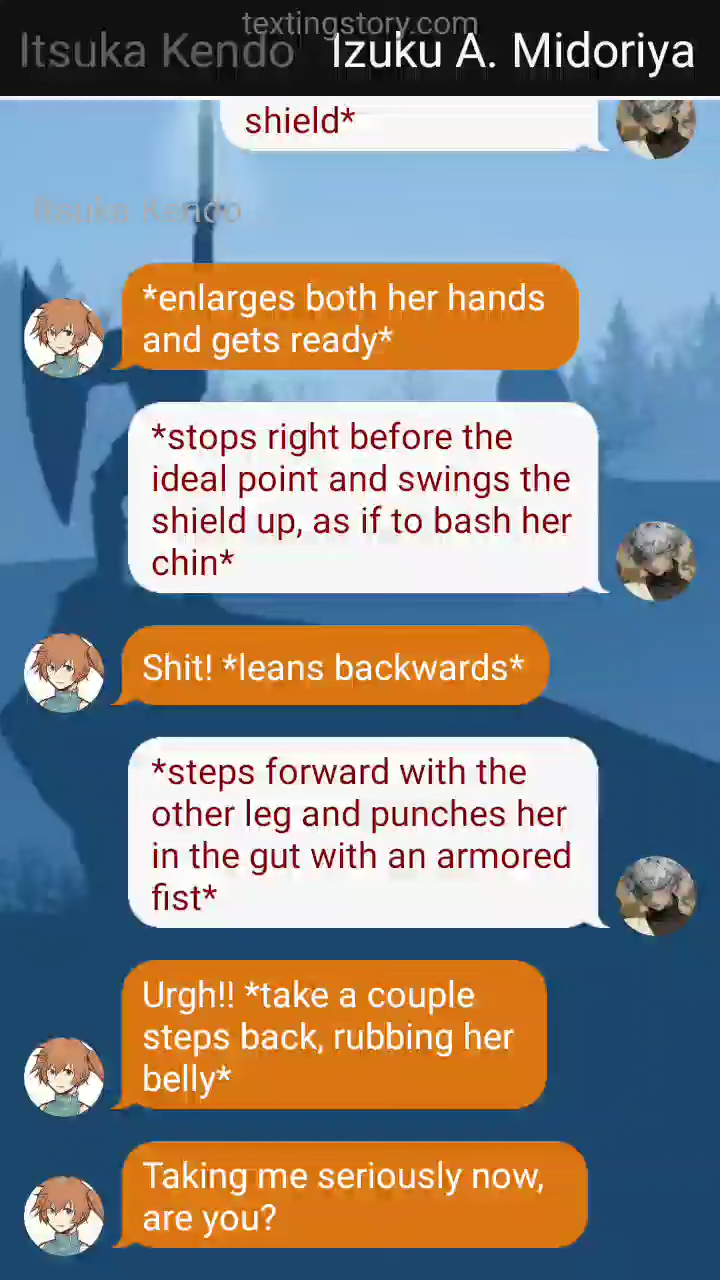 textingstory.com
Itsuka Kendo Izuku A. Midoriya
shield*
Itsuka Kendo
*enlarges both her hands
and gets ready*
*stops right before the
ideal point and swings the
shield up, as if to bash her
chin*
Shit! *leans backwards*
*steps forward with the
other leg and punches her
in the gut with an armored
fist*
Urgh!! *take a couple
steps back, rubbing her
belly*
Taking me seriously now,
are you?